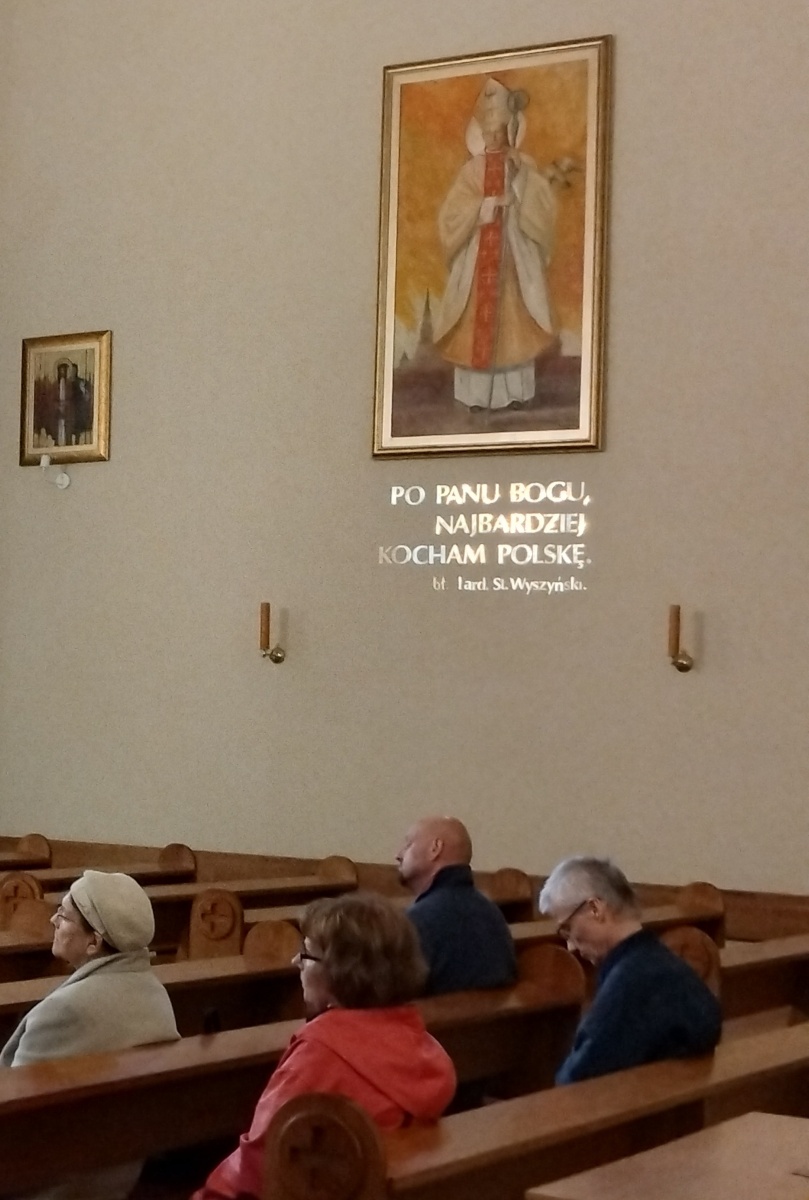 PO PANU BOGU,
NAJBARDZIEJ
KOCHAM POLSKĘ.
bł. kard. St. Wyszyński.